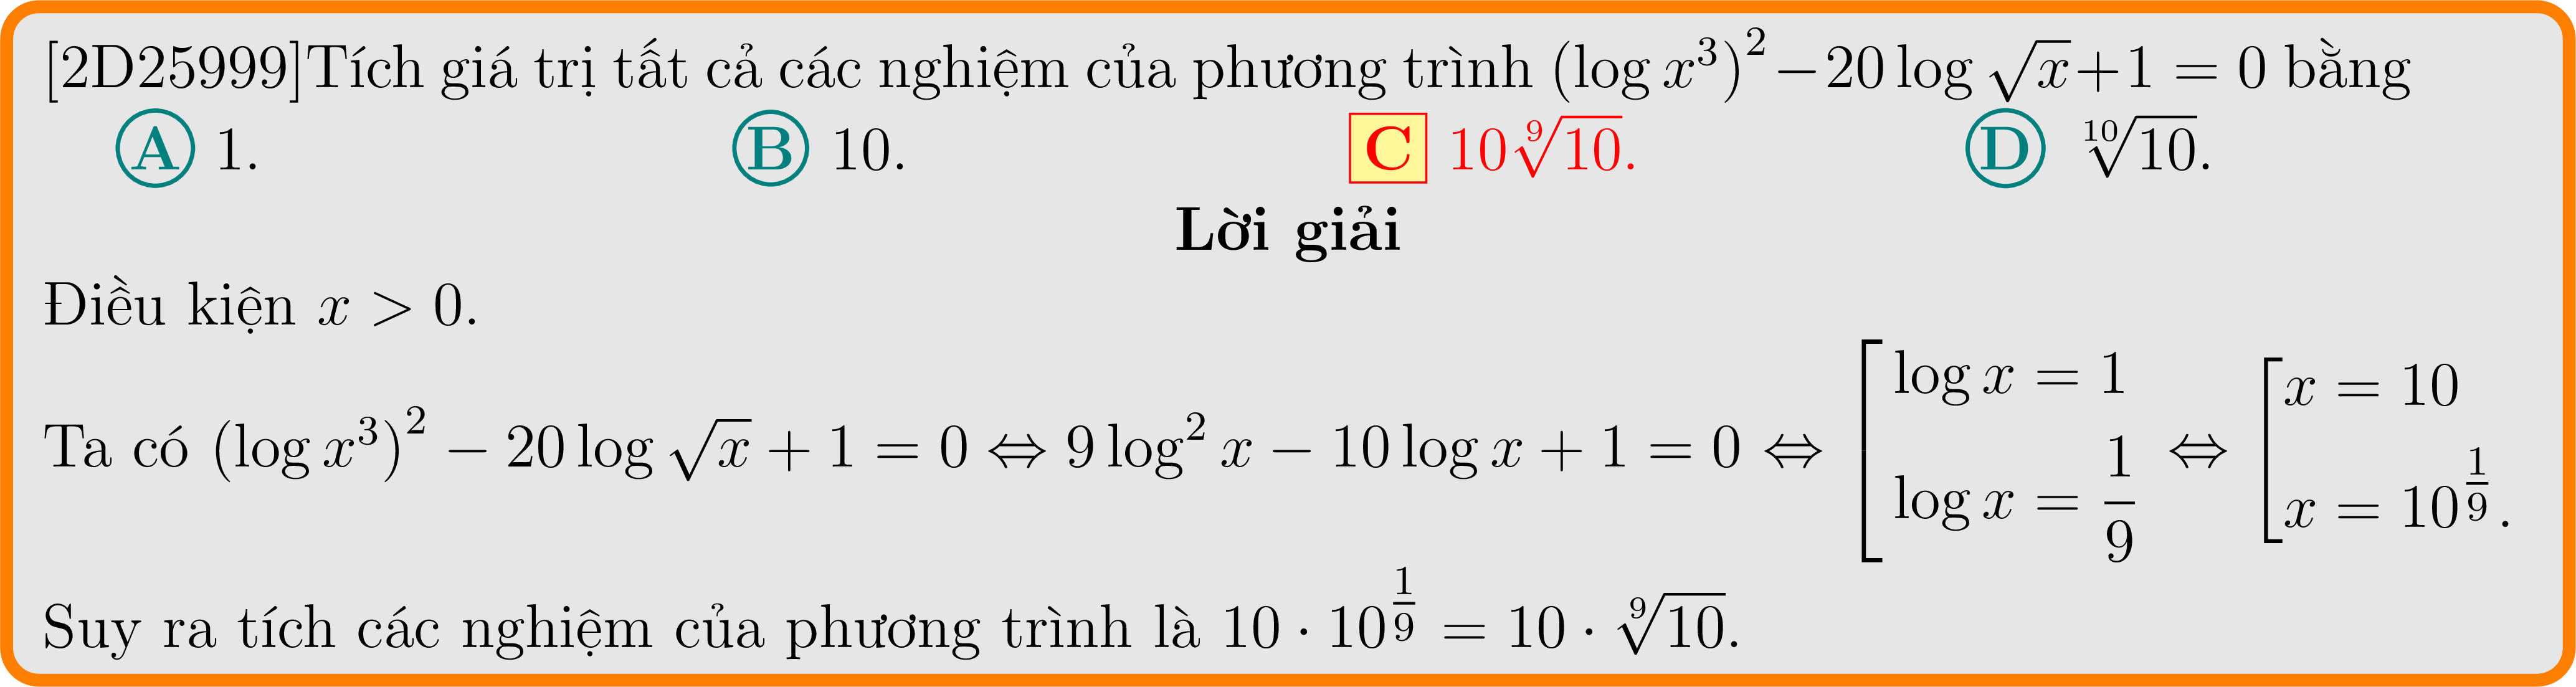 [2D25999]Tích giá trị tất cả các nghiệm của phương trình $(\log x^3)^2 - 20\log\sqrt{x} + 1 = 0$ bằng
A 1. B 10. C $10\sqrt[9]{10}$. D $\sqrt[10]{10}$.
Lời giải
Điều kiện $x > 0$.
Ta có $(\log x^3)^2 - 20\log\sqrt{x} + 1 = 0 \Leftrightarrow 9\log^2 x - 10\log x + 1 = 0 \Leftrightarrow \left[\begin{array}{l}\log x = 1\\ \log x = \dfrac{1}{9}\end{array}\right. \Leftrightarrow \left[\begin{array}{l}x = 10\\ x = 10^{\frac{1}{9}}.\end{array}\right.$
Suy ra tích các nghiệm của phương trình là $10 \cdot 10^{\frac{1}{9}} = 10 \cdot \sqrt[9]{10}$.